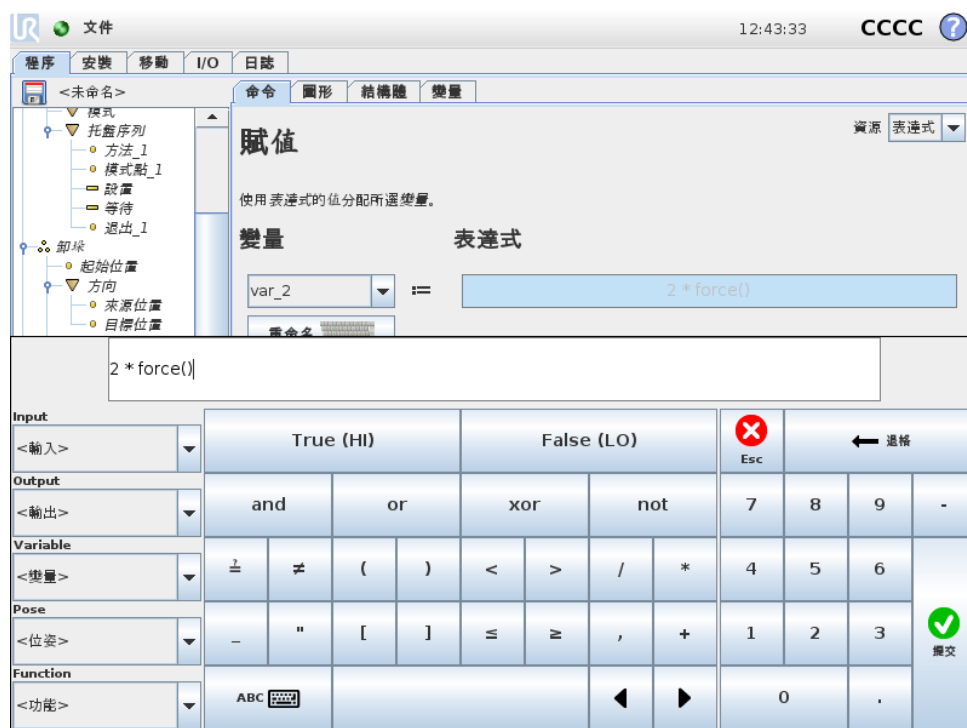 UR 文件 12:43:33 CCCC ?
程序 安裝 移動 I/O 日誌
<未命名> 命令 圖形 結構體 變量
模式
托盤序列
方法_1
模式點_1
設置
等待
退出_1
卸垛
起始位置
方向
來源位置
目標位置
賦值 資源 表達式
使用表達式的值分配所選變量。
變量 表達式
var_2 := 2 * force()
重命名
2 * force()
Input
<輸入>
Output
<輸出>
Variable
<變量>
Pose
<位姿>
Function
<功能>
True (HI) False (LO) Esc 退格
and or xor not 7 8 9 -
≟ ≠ ( ) < > / * 4 5 6
_ " [ ] ≤ ≥ , + 1 2 3 提交
ABC 0 .